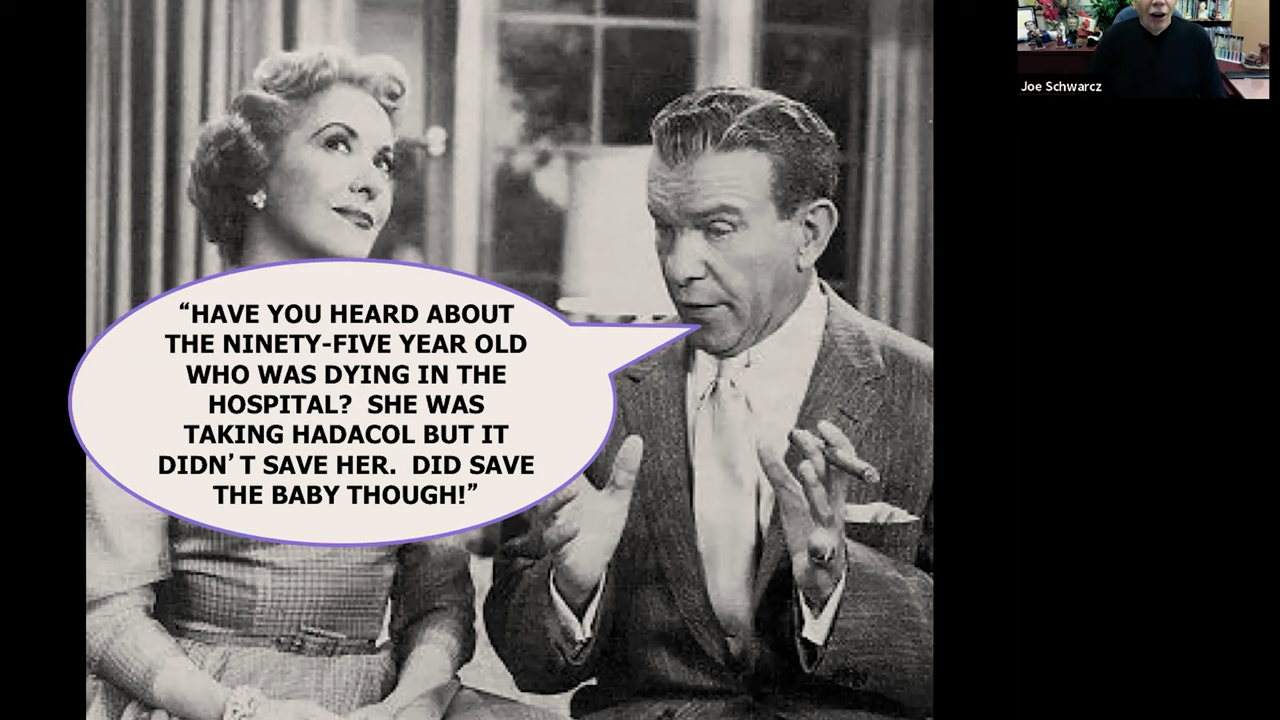 Joe Schwarcz
“HAVE YOU HEARD ABOUT
THE NINETY-FIVE YEAR OLD
WHO WAS DYING IN THE
HOSPITAL?  SHE WAS
TAKING HADACOL BUT IT
DIDN’T SAVE HER.  DID SAVE
THE BABY THOUGH!”